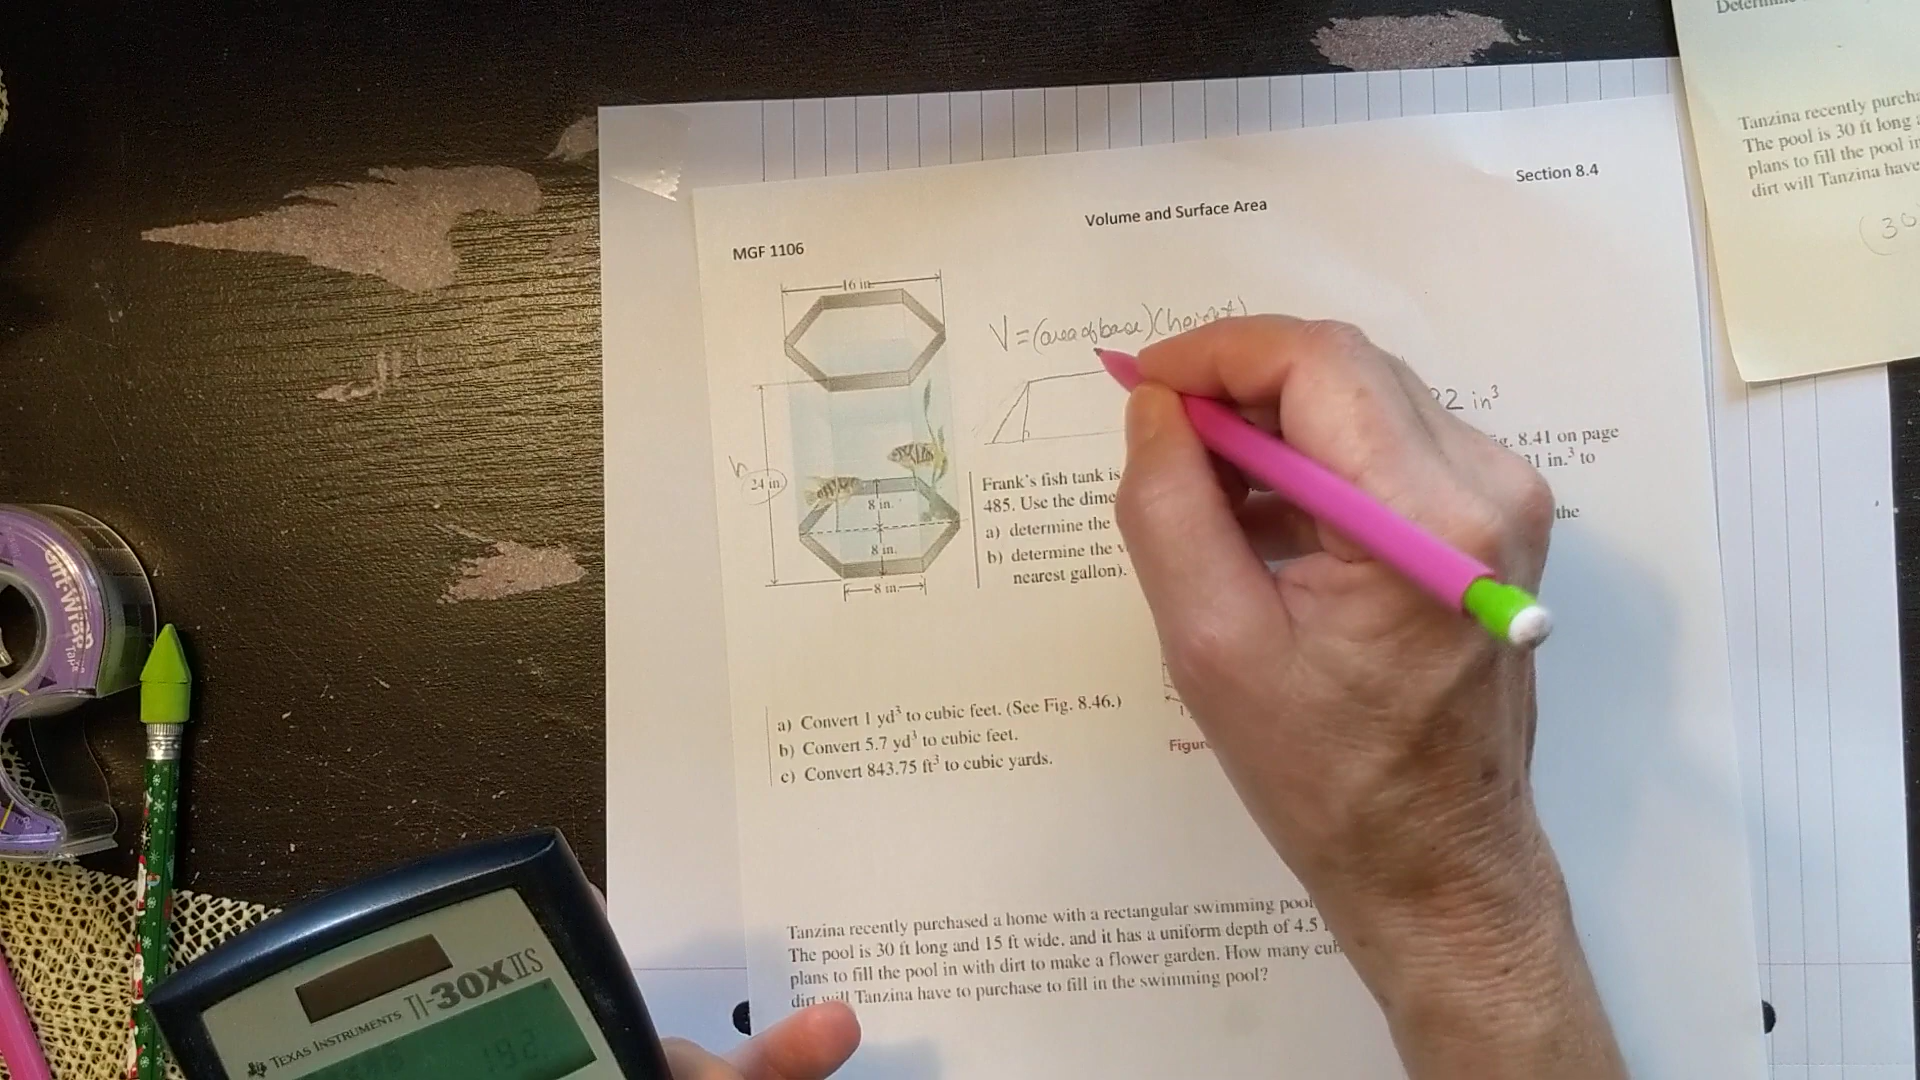 Section 8.4
Volume and Surface Area
MGF 1106
16 in.
V = (area of base)(height)
h
24 in.
8 in.
8 in.
8 in.
2 in³
Frank's fish tank is
g. 8.41 on page
485. Use the dime
31 in.³ to
a) determine the
the
b) determine the v
nearest gallon).
a) Convert 1 yd³ to cubic feet. (See Fig. 8.46.)
b) Convert 5.7 yd³ to cubic feet.
c) Convert 843.75 ft³ to cubic yards.
Figur
Tanzina recently purchased a home with a rectangular swimming pool
The pool is 30 ft long and 15 ft wide, and it has a uniform depth of 4.5
plans to fill the pool in with dirt to make a flower garden. How many cub
dirt will Tanzina have to purchase to fill in the swimming pool?
Tanzina recently purcha
The pool is 30 ft long
plans to fill the pool in
dirt will Tanzina have
(30
Gift-Wrap
Tape
TEXAS INSTRUMENTS TI-30X IIS
192